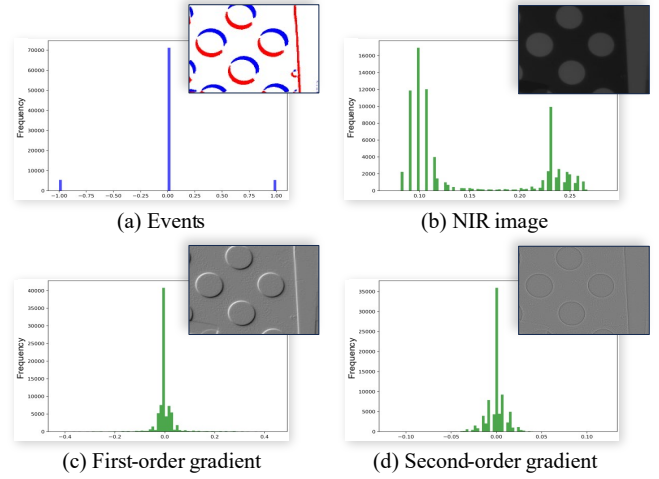 Frequency
70000
60000
50000
40000
30000
20000
10000
0
−1.00 −0.75 −0.50 −0.25 0.00 0.25 0.50 0.75 1.00
(a) Events
Frequency
16000
14000
12000
10000
8000
6000
4000
2000
0
0.10 0.15 0.20 0.25
(b) NIR image
Frequency
40000
35000
30000
25000
20000
15000
10000
5000
0
−0.4 −0.2 0.0 0.2 0.4
(c) First-order gradient
Frequency
35000
30000
25000
20000
15000
10000
5000
0
−0.10 −0.05 0.00 0.05 0.10
(d) Second-order gradient